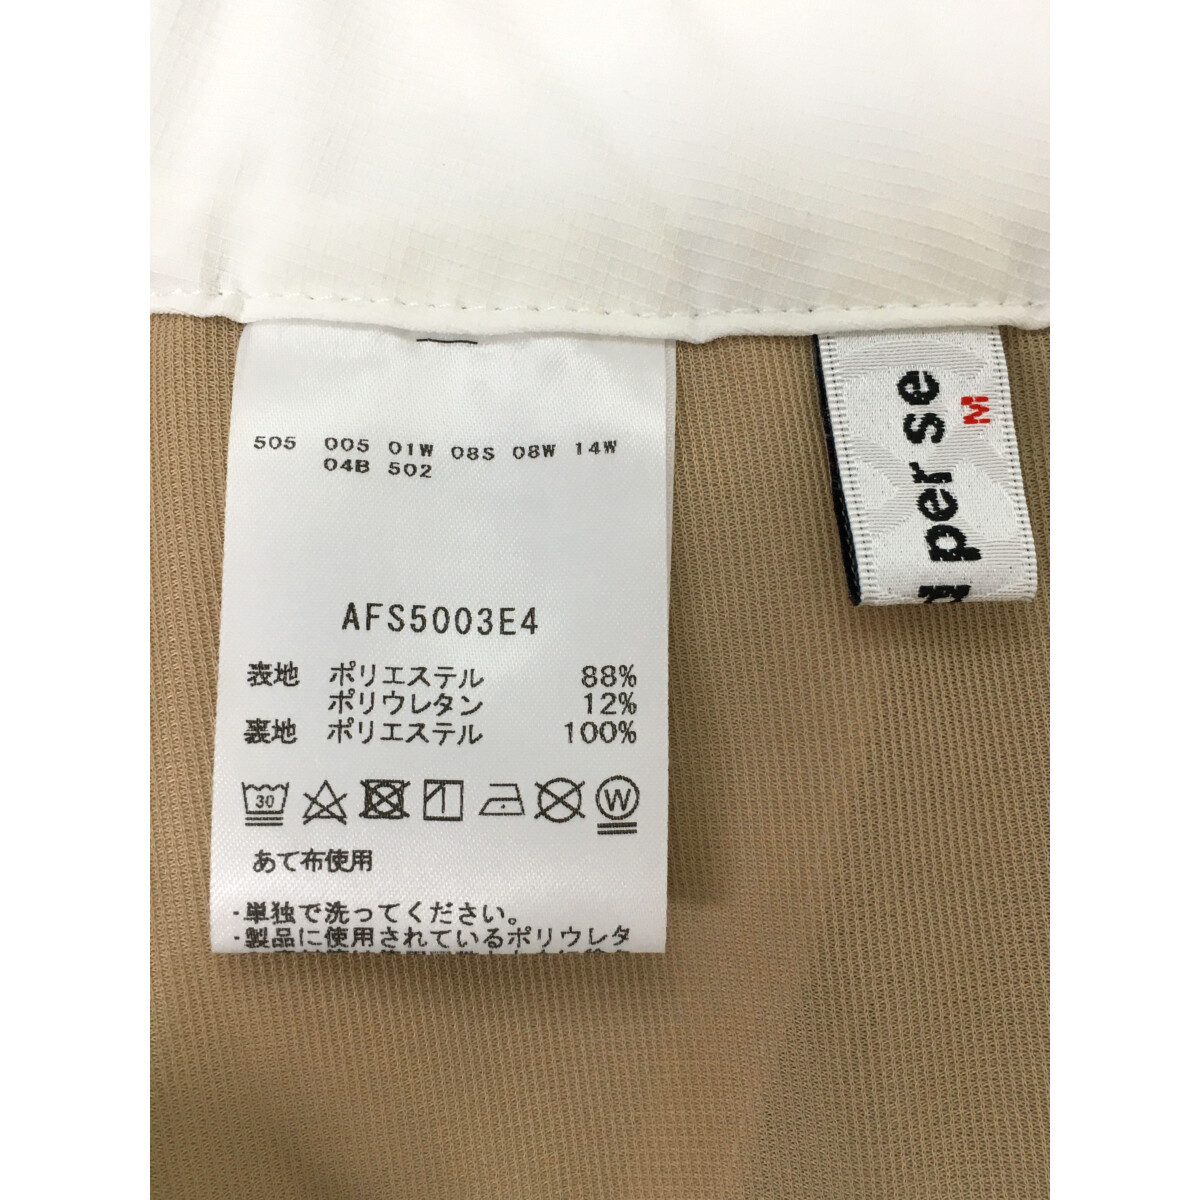 505 005 01W 08S 08W 14W
04B 502
AFS5003E4
表地 ポリエステル 88%
ポリウレタン 12%
裏地 ポリエステル 100%
30
W
あて布使用
・単独で洗ってください。
・製品に使用されているポリウレタ
per se
M